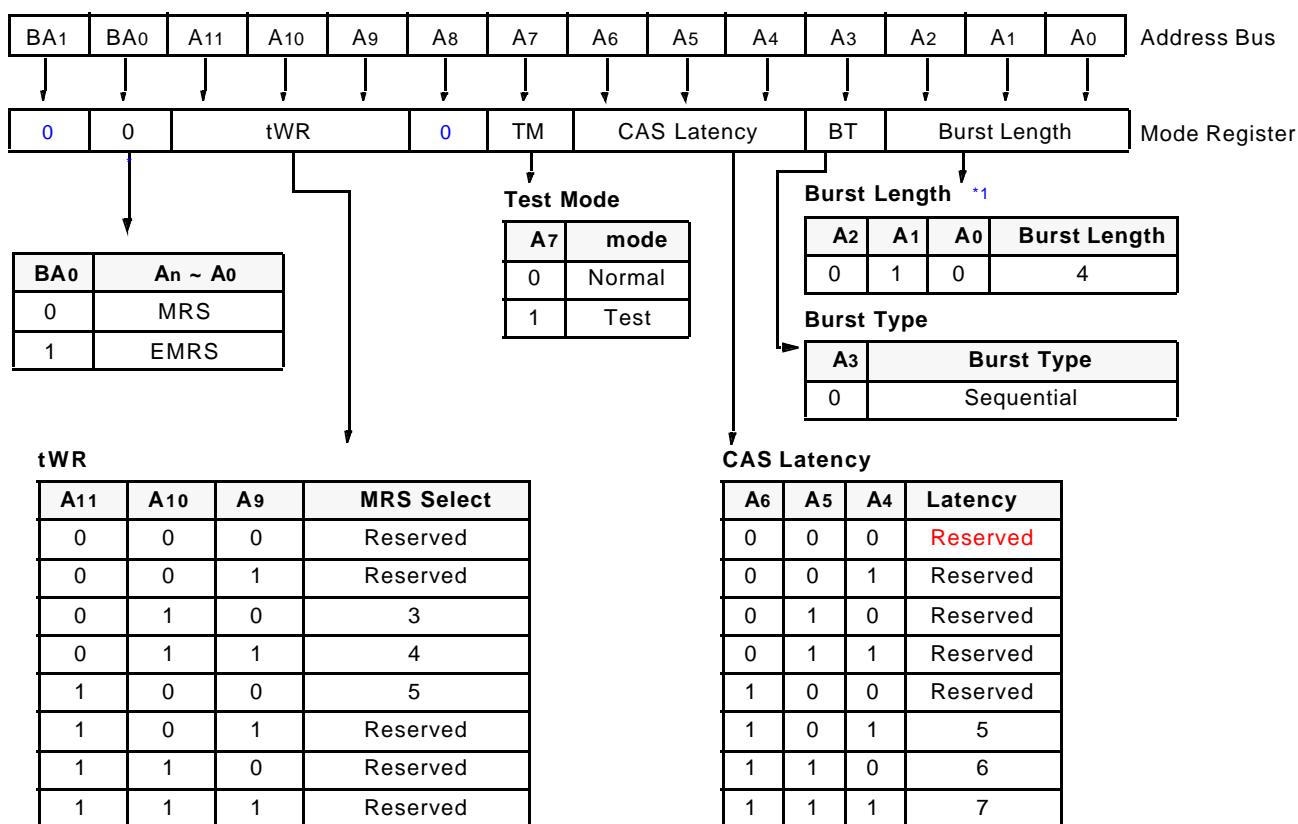 BA1 BA0 A11 A10 A9 A8 A7 A6 A5 A4 A3 A2 A1 A0 Address Bus
0 0 tWR 0 TM CAS Latency BT Burst Length Mode Register
BA0 An ~ A0
0 MRS
1 EMRS
Test Mode
A7 mode
0 Normal
1 Test
Burst Length *1
A2 A1 A0 Burst Length
0 1 0 4
Burst Type
A3 Burst Type
0 Sequential
tWR
A11 A10 A9 MRS Select
0 0 0 Reserved
0 0 1 Reserved
0 1 0 3
0 1 1 4
1 0 0 5
1 0 1 Reserved
1 1 0 Reserved
1 1 1 Reserved
CAS Latency
A6 A5 A4 Latency
0 0 0 Reserved
0 0 1 Reserved
0 1 0 Reserved
0 1 1 Reserved
1 0 0 Reserved
1 0 1 5
1 1 0 6
1 1 1 7